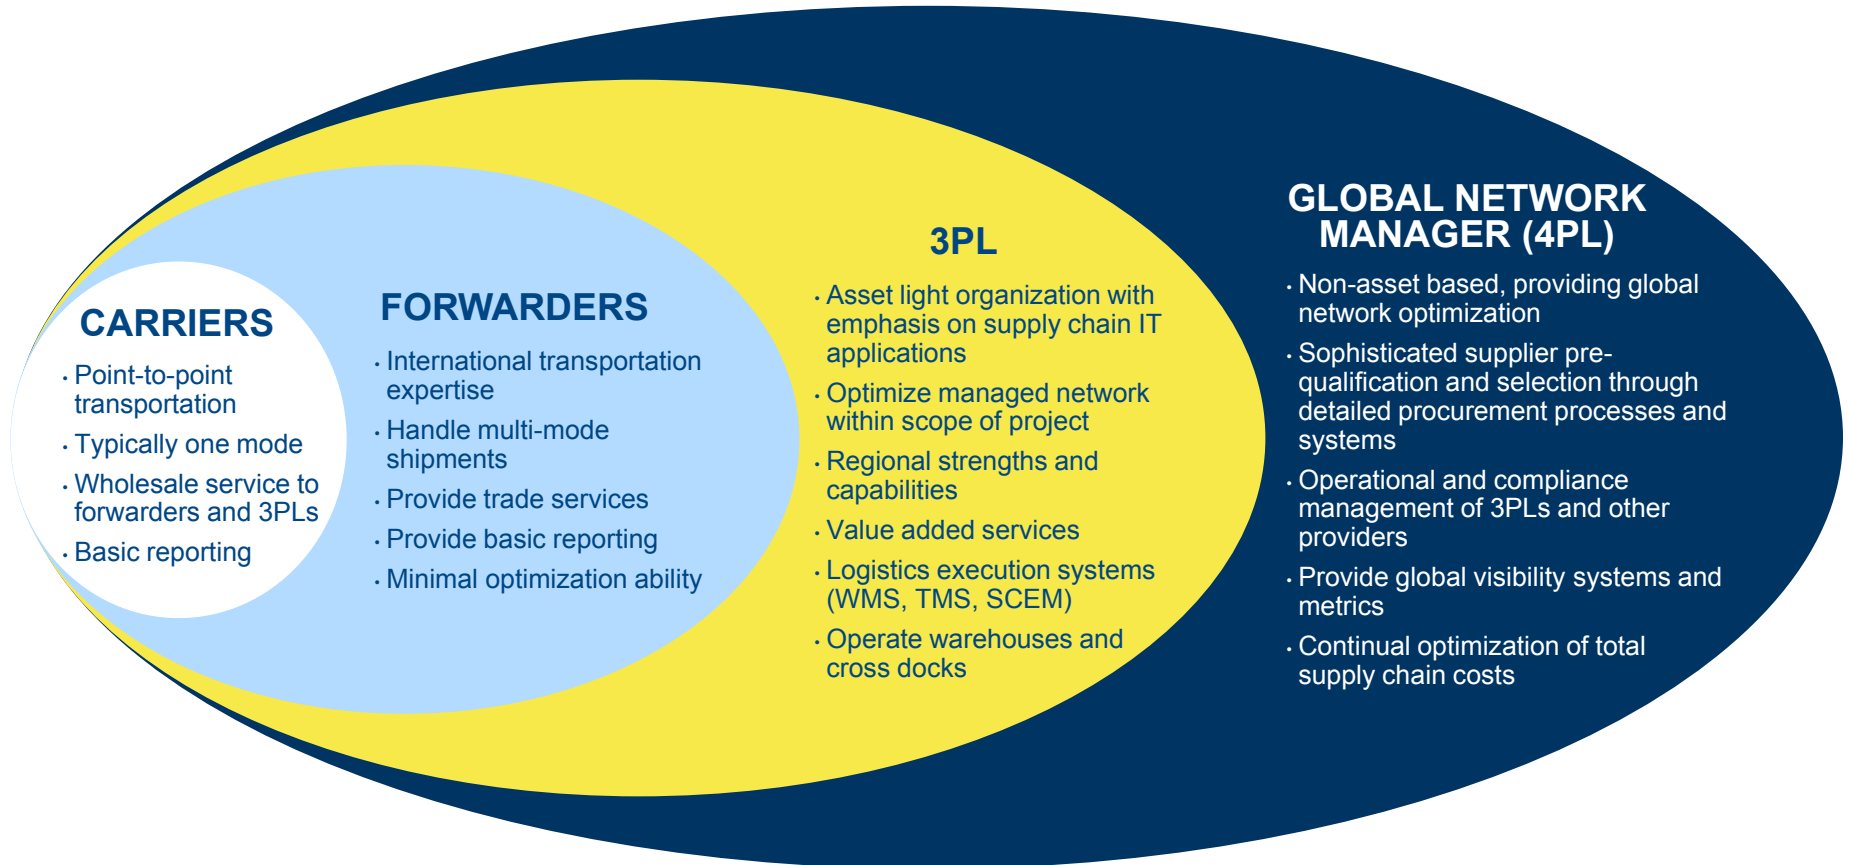 CARRIERS
· Point-to-point
transportation
· Typically one mode
· Wholesale service to
forwarders and 3PLs
· Basic reporting
FORWARDERS
· International transportation
expertise
· Handle multi-mode
shipments
· Provide trade services
· Provide basic reporting
· Minimal optimization ability
3PL
· Asset light organization with
emphasis on supply chain IT
applications
· Optimize managed network
within scope of project
· Regional strengths and
capabilities
· Value added services
· Logistics execution systems
(WMS, TMS, SCEM)
· Operate warehouses and
cross docks
GLOBAL NETWORK
MANAGER (4PL)
· Non-asset based, providing global
network optimization
· Sophisticated supplier pre-
qualification and selection through
detailed procurement processes and
systems
· Operational and compliance
management of 3PLs and other
providers
· Provide global visibility systems and
metrics
· Continual optimization of total
supply chain costs